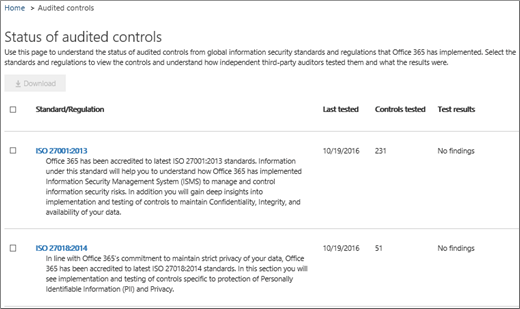 Home > Audited controls
Status of audited controls
Use this page to understand the status of audited controls from global information security standards and regulations that Office 365 has implemented. Select the
standards and regulations to view the controls and understand how independent third-party auditors tested them and what the results were.
Download
Standard/Regulation Last tested Controls tested Test results
ISO 27001:2013 10/19/2016 231 No findings
Office 365 has been accredited to latest ISO 27001:2013 standards. Information
under this standard will help you to understand how Office 365 has implemented
Information Security Management System (ISMS) to manage and control
information security risks. In addition you will gain deep insights into
implementation and testing of controls to maintain Confidentiality, Integrity, and
availability of your data.
ISO 27018:2014 10/19/2016 51 No findings
In line with Office 365's commitment to maintain strict privacy of your data, Office
365 has been accredited to latest ISO 27018:2014 standards. In this section you will
see implementation and testing of controls specific to protection of Personally
Identifiable Information (PII) and Privacy.